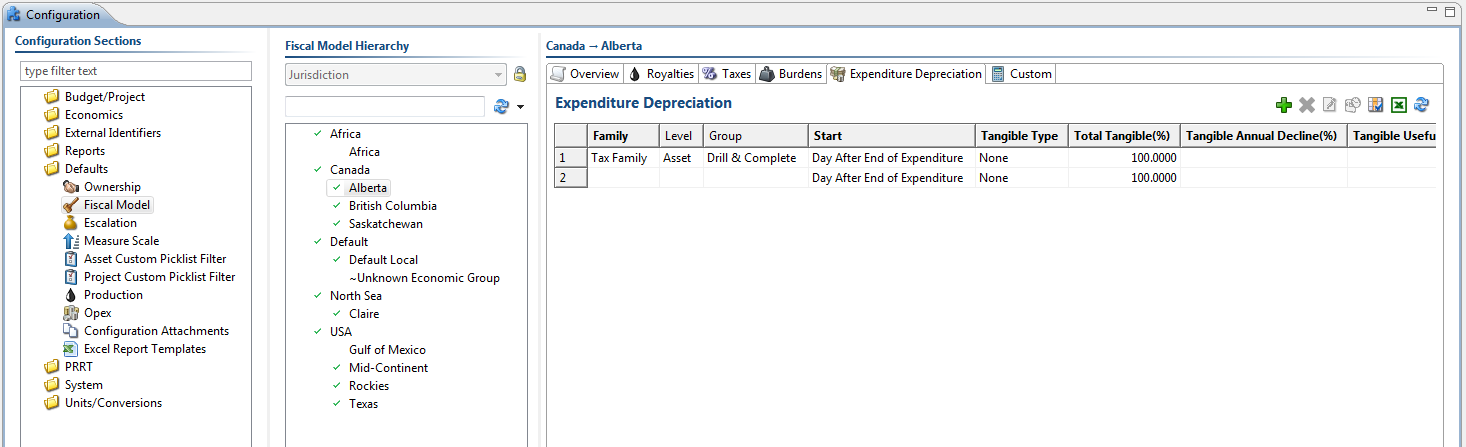 Configuration
Configuration Sections
type filter text
Budget/Project
Economics
External Identifiers
Reports
Defaults
Ownership
Fiscal Model
Escalation
Measure Scale
Asset Custom Picklist Filter
Project Custom Picklist Filter
Production
Opex
Configuration Attachments
Excel Report Templates
PRRT
System
Units/Conversions
Fiscal Model Hierarchy
Jurisdiction
Africa
Africa
Canada
Alberta
British Columbia
Saskatchewan
Default
Default Local
~Unknown Economic Group
North Sea
Claire
USA
Gulf of Mexico
Mid-Continent
Rockies
Texas
Canada → Alberta
Overview Royalties Taxes Burdens Expenditure Depreciation Custom
Expenditure Depreciation
Family Level Group Start Tangible Type Total Tangible(%) Tangible Annual Decline(%) Tangible Usefu
1 Tax Family Asset Drill & Complete Day After End of Expenditure None 100.0000
2 Day After End of Expenditure None 100.0000